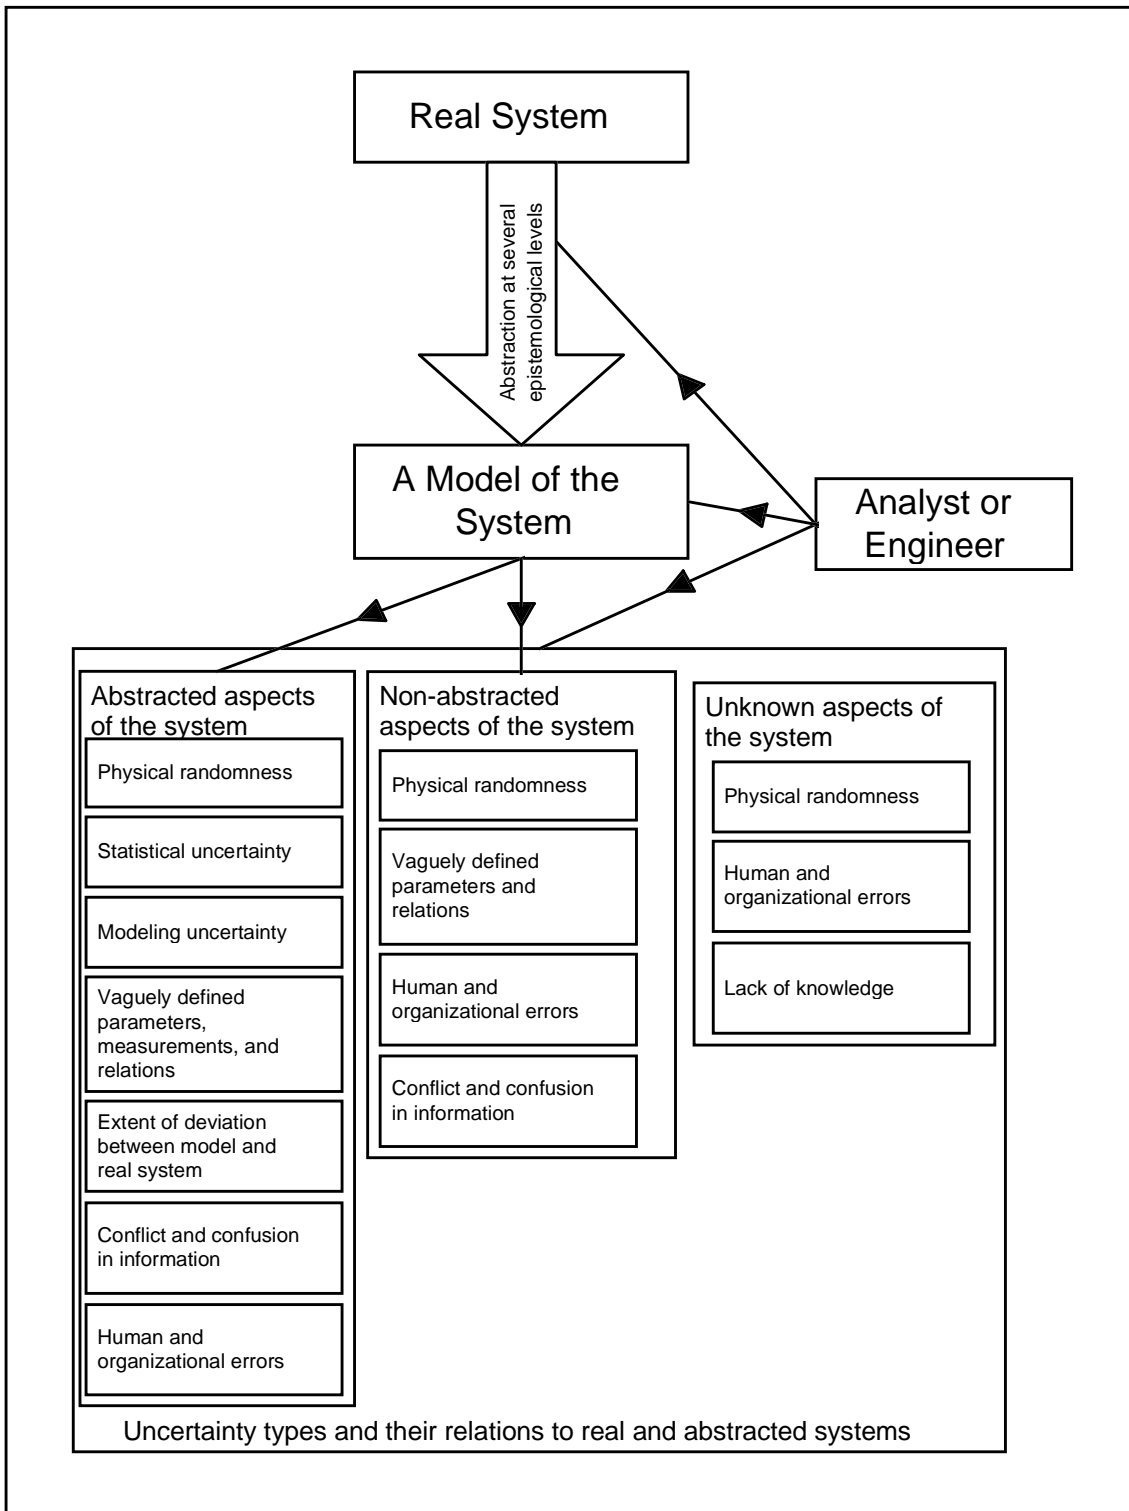 Real System
Abstraction at several
epistemological levels
A Model of the
System
Analyst or
Engineer
Abstracted aspects
of the system
Physical randomness
Statistical uncertainty
Modeling uncertainty
Vaguely defined
parameters,
measurements, and
relations
Extent of deviation
between model and
real system
Conflict and confusion
in information
Human and
organizational errors
Non-abstracted
aspects of the system
Physical randomness
Vaguely defined
parameters and
relations
Human and
organizational errors
Conflict and confusion
in information
Unknown aspects of
the system
Physical randomness
Human and
organizational errors
Lack of knowledge
Uncertainty types and their relations to real and abstracted systems